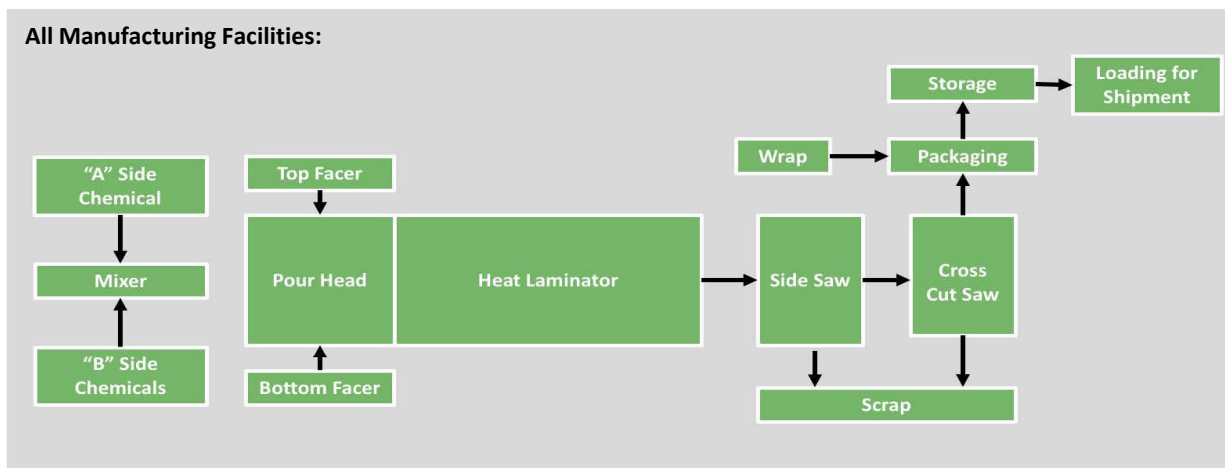 All Manufacturing Facilities:
Storage
Loading for
Shipment
Wrap
Packaging
“A” Side
Chemical
Top Facer
Mixer
Pour Head
Heat Laminator
Side Saw
Cross
Cut Saw
“B” Side
Chemicals
Bottom Facer
Scrap